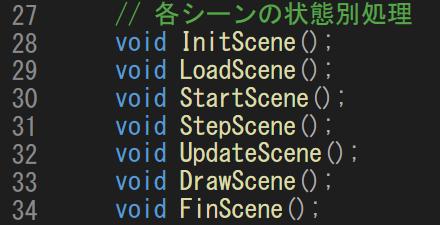 27 // 各シーンの状態別処理
28 void InitScene();
29 void LoadScene();
30 void StartScene();
31 void StepScene();
32 void UpdateScene();
33 void DrawScene();
34 void FinScene();